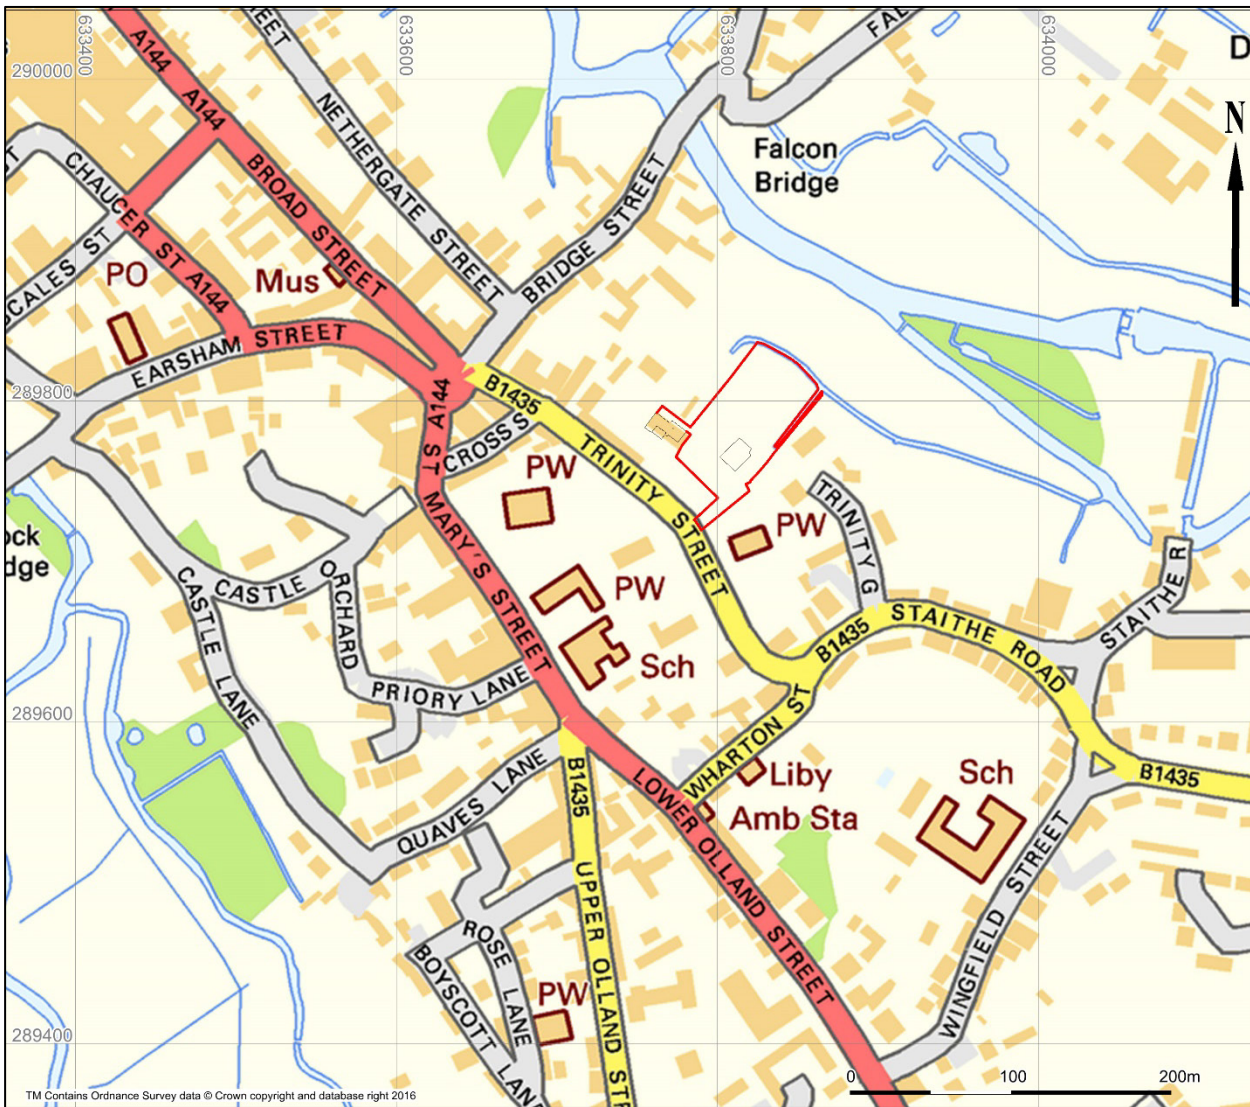 A144
EET
FAL
633400
633600
633800
633400
290000
D
A144
NETHERGATE STREET
CHAUCER ST A144
BROAD STREET
BRIDGE STREET
Falcon
Bridge
N
SCALES ST
PO
Mus
EARSHAM STREET
289800
B1435
ST MARY'S STREET
A144
CROSS S
TRINITY STREET
PW
PW
TRINITY G
ock
dge
CASTLE ORCHARD
CASTLE LANE
PW
Sch
B1435
STAITHE ROAD
STAITHE R
PRIORY LANE
289600
WHARTON ST
QUAVES LANE
B1435
LOWER OLLAND STREET
Liby
Amb Sta
Sch
B1435
UPPER OLLAND STR
ROSE LANE
BOYSCOTT LANE
WINGFIELD STREET
PW
289400
0 100 200m
TM Contains Ordnance Survey data © Crown copyright and database right 2016